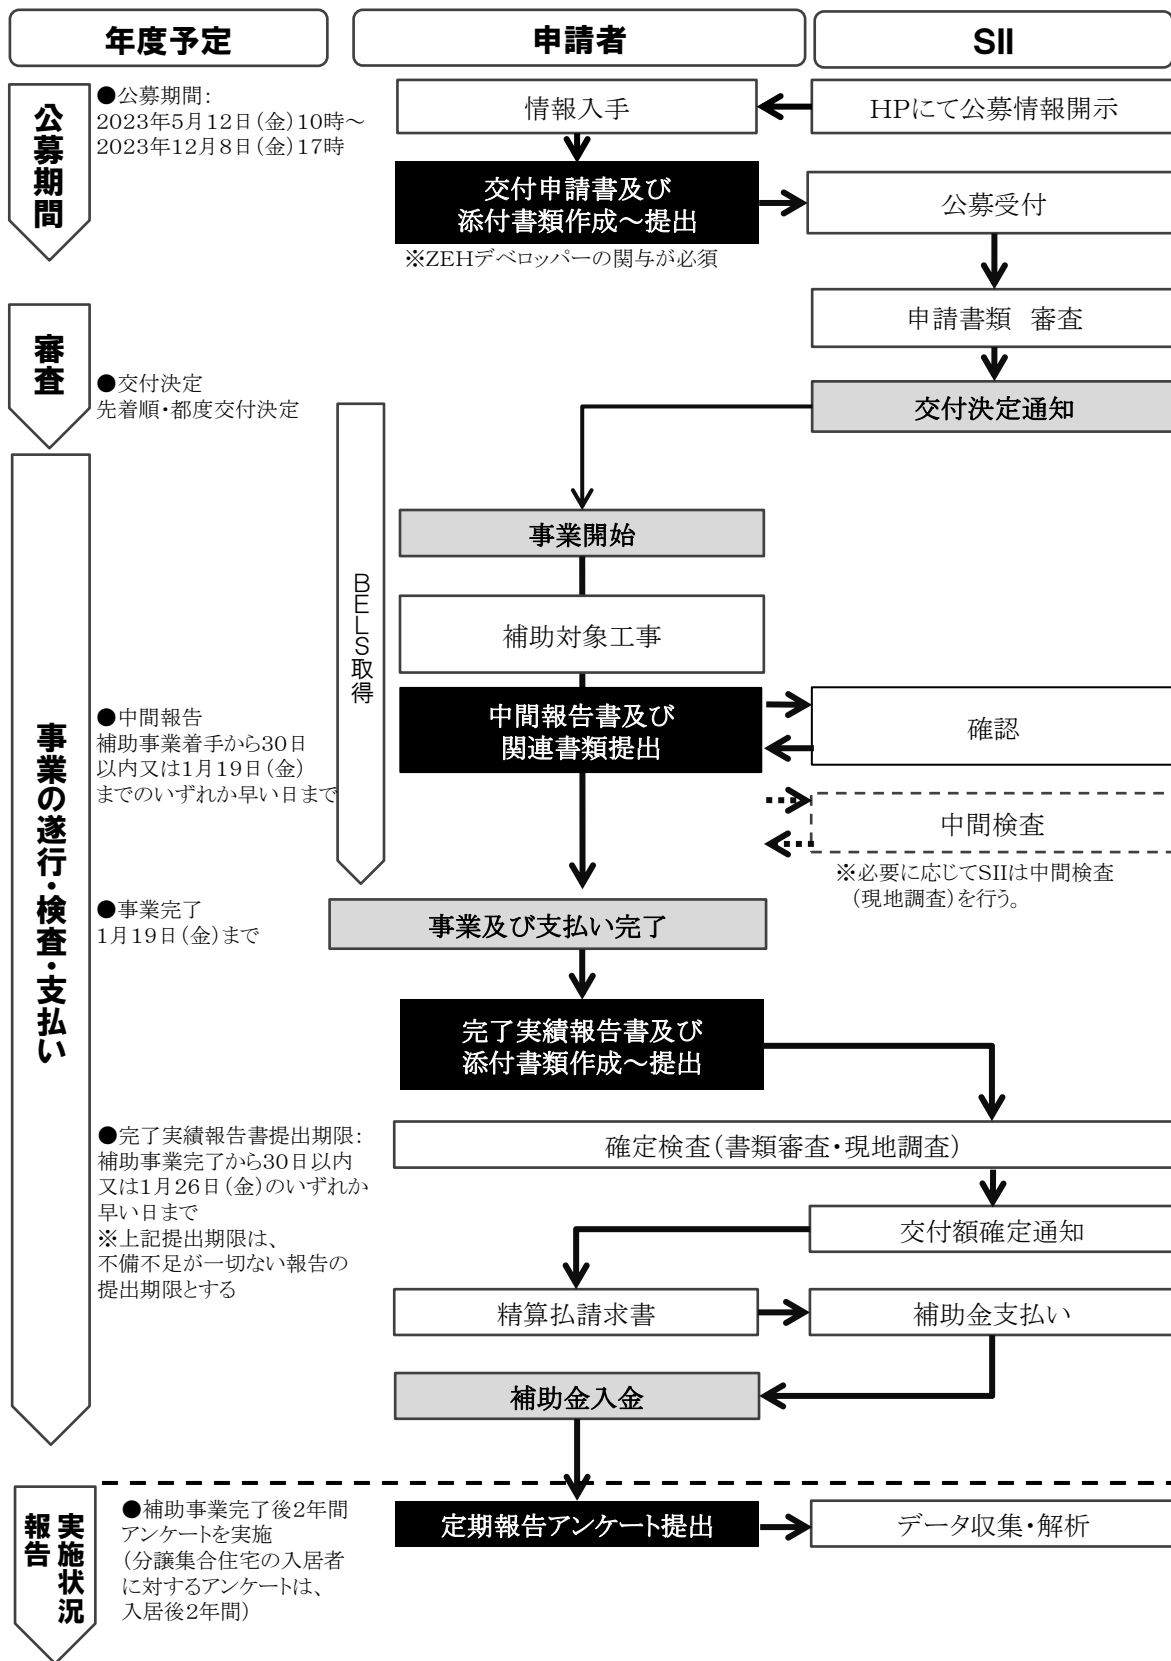 年度予定
申請者
SII
公募期間
●公募期間：
2023年5月12日（金）10時～
2023年12月8日（金）17時
情報入手
HPにて公募情報開示
交付申請書及び
添付書類作成～提出
公募受付
※ZEHデベロッパーの関与が必須
申請書類　審査
審査
●交付決定
先着順・都度交付決定
交付決定通知
事業の遂行・検査・支払い
BELS取得
事業開始
補助対象工事
●中間報告
補助事業着手から30日
以内又は1月19日（金）
までのいずれか早い日まで
中間報告書及び
関連書類提出
確認
中間検査
※必要に応じてSIIは中間検査
（現地調査）を行う。
●事業完了
1月19日（金）まで
事業及び支払い完了
完了実績報告書及び
添付書類作成～提出
●完了実績報告書提出期限：
補助事業完了から30日以内
又は1月26日（金）のいずれか
早い日まで
※上記提出期限は、
不備不足が一切ない報告の
提出期限とする
確定検査（書類審査・現地調査）
交付額確定通知
精算払請求書
補助金支払い
補助金入金
実施状況
報告
●補助事業完了後2年間
アンケートを実施
（分譲集合住宅の入居者
に対するアンケートは、
入居後2年間）
定期報告アンケート提出
データ収集・解析